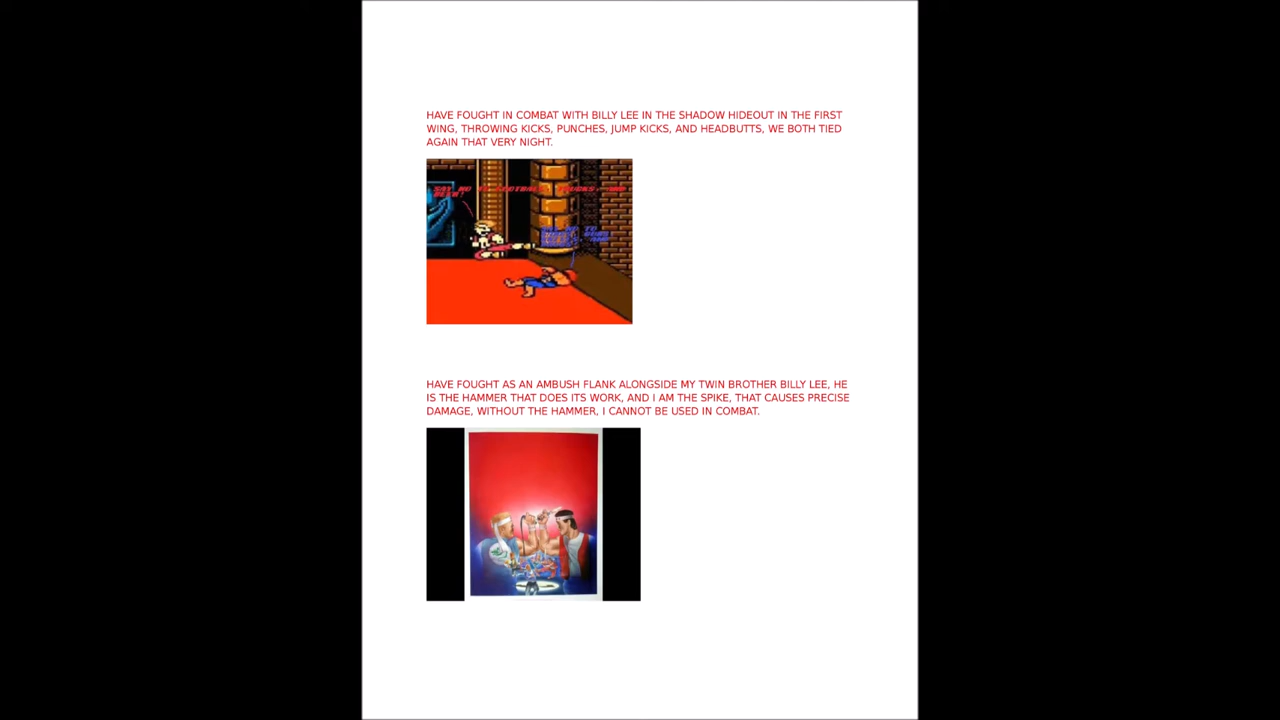 HAVE FOUGHT IN COMBAT WITH BILLY LEE IN THE SHADOW HIDEOUT IN THE FIRST
WING, THROWING KICKS, PUNCHES, JUMP KICKS, AND HEADBUTTS, WE BOTH TIED
AGAIN THAT VERY NIGHT.
SAY NO TO
HAVE FOUGHT AS AN AMBUSH FLANK ALONGSIDE MY TWIN BROTHER BILLY LEE, HE
IS THE HAMMER THAT DOES ITS WORK, AND I AM THE SPIKE, THAT CAUSES PRECISE
DAMAGE, WITHOUT THE HAMMER, I CANNOT BE USED IN COMBAT.